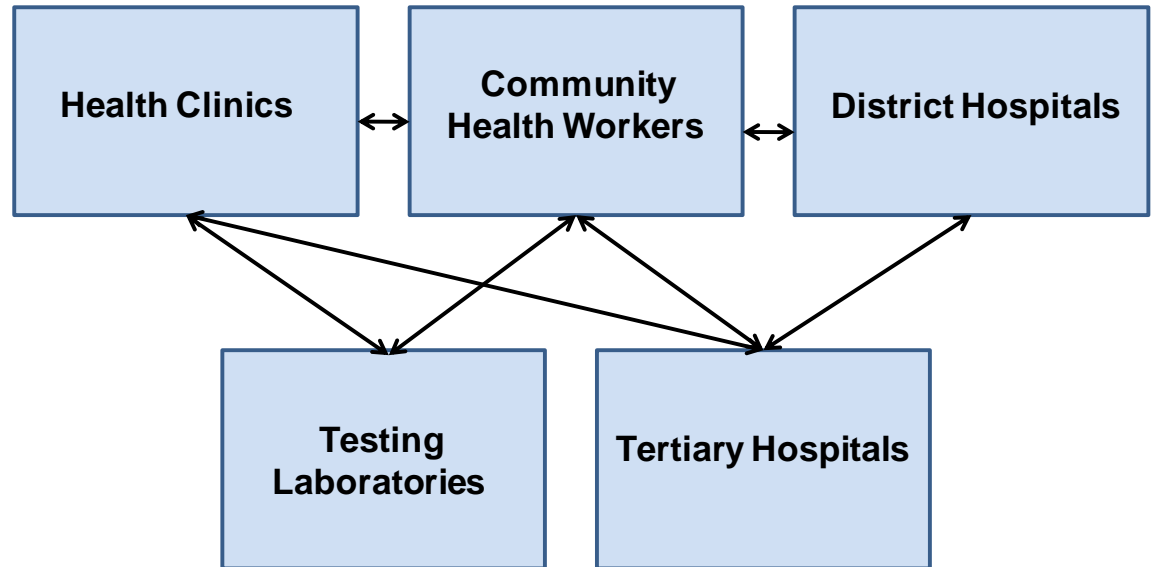 Health Clinics
Community
Health Workers
District Hospitals
Testing
Laboratories
Tertiary Hospitals